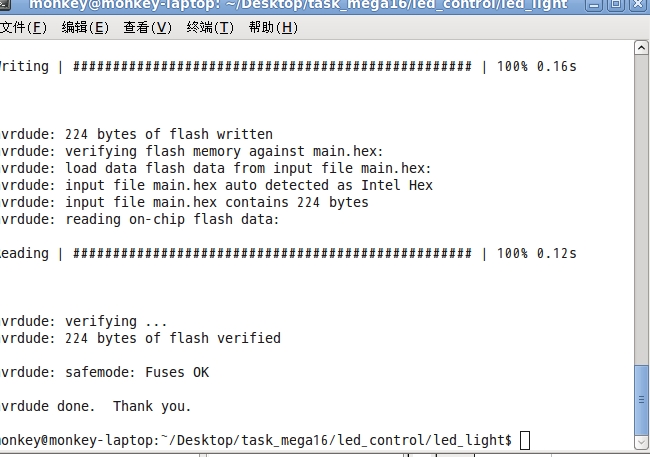 monkey@monkey-laptop: ~/Desktop/task_mega16/led_control/led_light
文件(F) 编辑(E) 查看(V) 终端(T) 帮助(H)
riting | ################################################## | 100% 0.16s
vrdude: 224 bytes of flash written
vrdude: verifying flash memory against main.hex:
vrdude: load data flash data from input file main.hex:
vrdude: input file main.hex auto detected as Intel Hex
vrdude: input file main.hex contains 224 bytes
vrdude: reading on-chip flash data:
eading | ################################################## | 100% 0.12s
vrdude: verifying ...
vrdude: 224 bytes of flash verified
vrdude: safemode: Fuses OK
vrdude done.  Thank you.
onkey@monkey-laptop:~/Desktop/task_mega16/led_control/led_light$